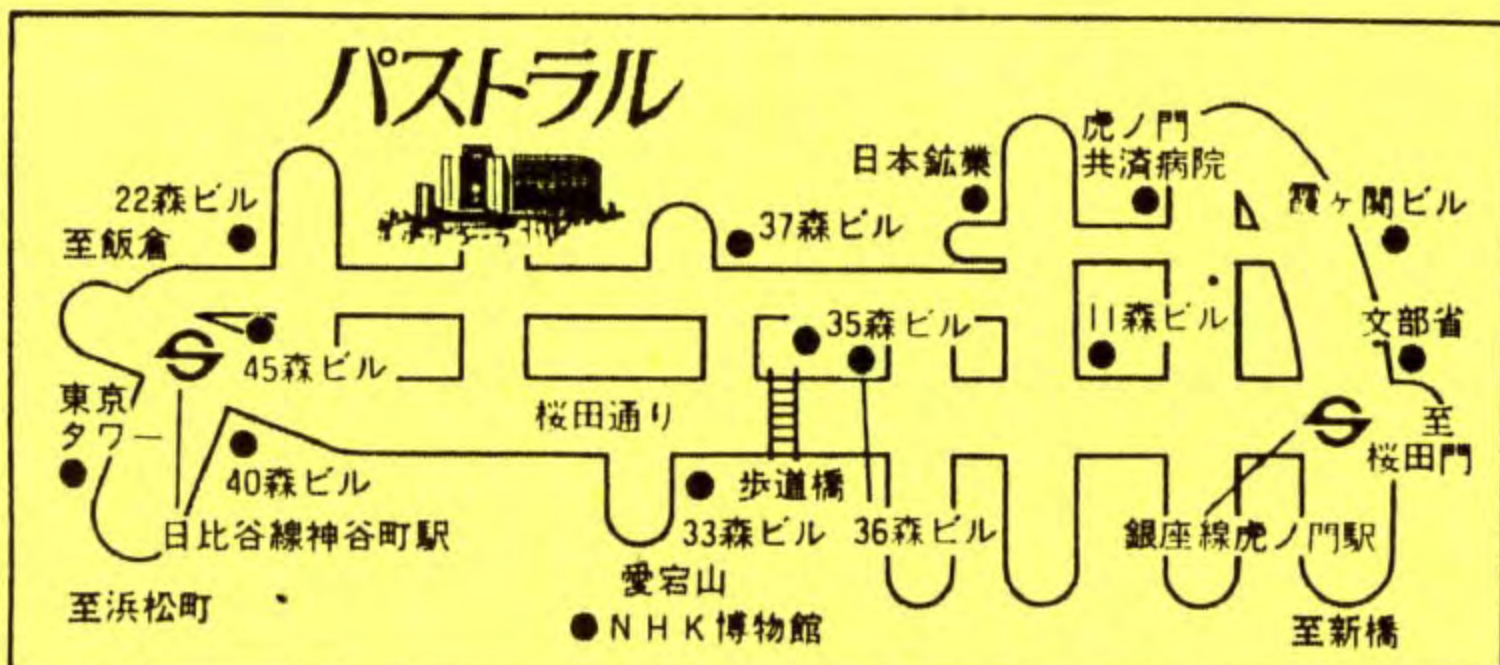 パストラル
22森ビル
至飯倉
37森ビル
日本鉱業
虎ノ門
共済病院
霞ヶ関ビル
45森ビル
35森ビル
11森ビル
文部省
東京
タワー
桜田通り
至
桜田門
40森ビル
歩道橋
日比谷線神谷町駅
33森ビル
36森ビル
銀座線虎ノ門駅
愛宕山
至浜松町
NHK博物館
至新橋